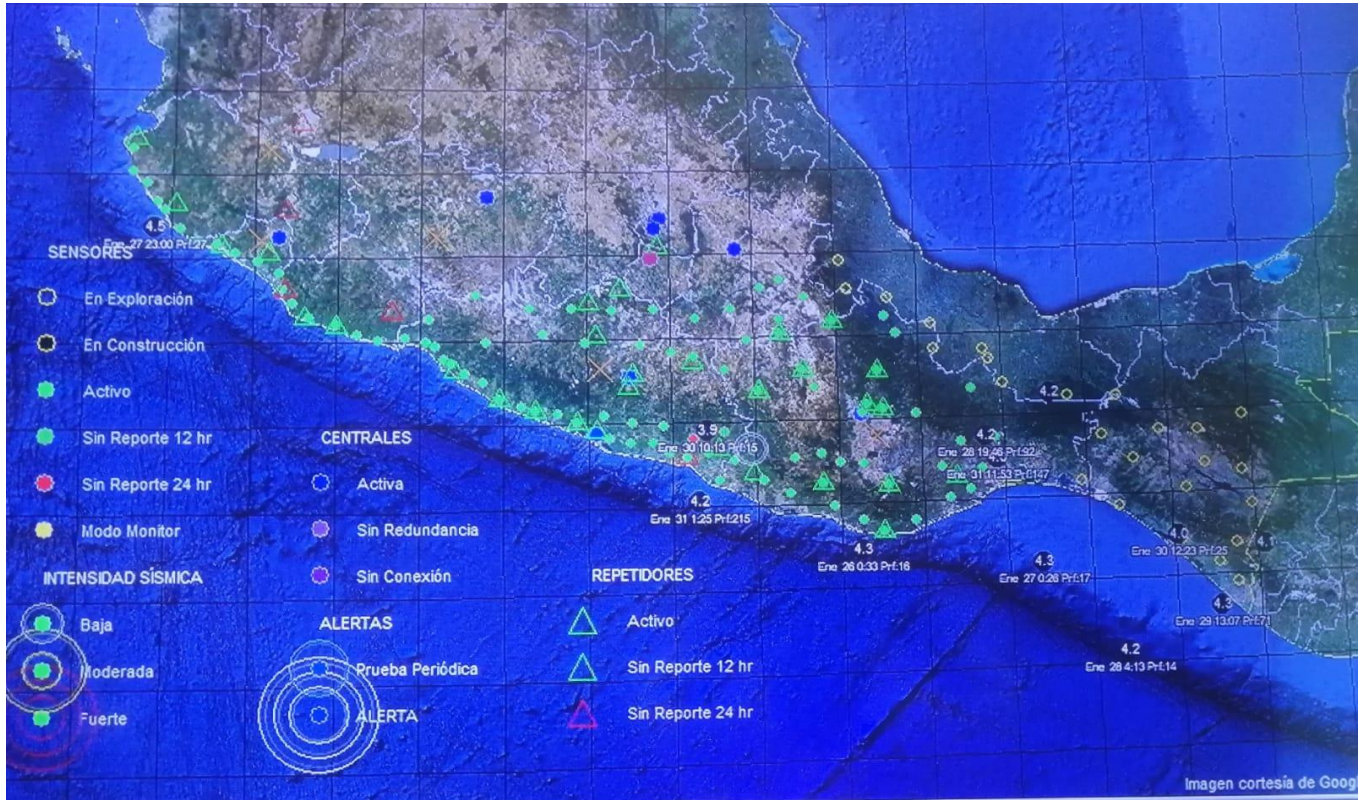 4.5
Ene 27 23:00 Prf:27
SENSORES
En Exploración
En Construcción
Activo
Sin Reporte 12 hr
Sin Reporte 24 hr
Modo Monitor
INTENSIDAD SÍSMICA
Baja
Moderada
Fuerte
CENTRALES
Activa
Sin Redundancia
Sin Conexión
ALERTAS
Prueba Periódica
ALERTA
REPETIDORES
Activo
Sin Reporte 12 hr
Sin Reporte 24 hr
3.9
Ene 30 10:13 Prf:15
4.2
Ene 31 1:25 Prf:215
4.3
Ene 26 0:33 Prf:16
4.2
4.2
Ene 28 19:46 Prf:92
Ene 31 11:53 Prf:147
4.3
Ene 27 0:26 Prf:17
4.0
Ene 30 12:23 Prf:25
4.1
4.3
Ene 29 13:07 Prf:71
4.2
Ene 28 4:13 Prf:14
Imagen cortesía de Googl